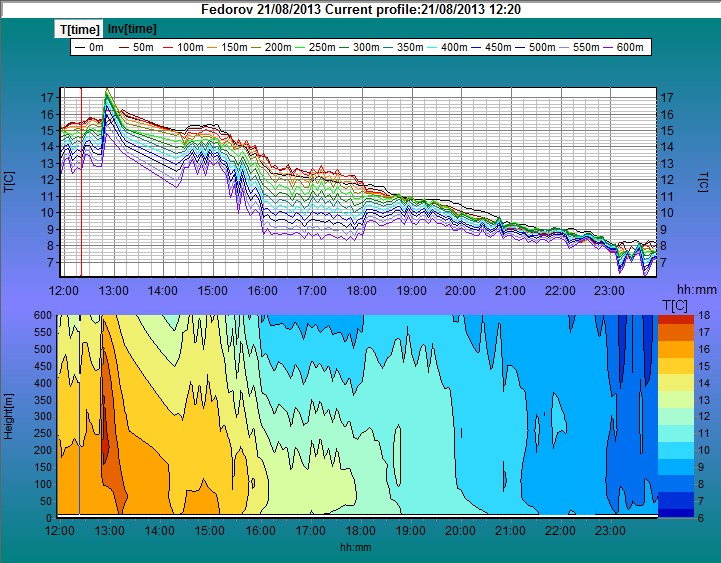 Fedorov 21/08/2013 Current profile:21/08/2013 12:20
T[time] Inv[time]
0m 50m 100m 150m 200m 250m 300m 350m 400m 450m 500m 550m 600m
17 17
16 16
15 15
14 14
13 13
12 12
11 11
10 10
9 9
8 8
7 7
T[C] T[C]
12:00 13:00 14:00 15:00 16:00 17:00 18:00 19:00 20:00 21:00 22:00 23:00 hh:mm
T[C]
600 18
550 17
500 16
450 15
400 14
350 13
300 12
250 11
200 10
150 9
100 8
50 7
0 6
Height[m]
12:00 13:00 14:00 15:00 16:00 17:00 18:00 19:00 20:00 21:00 22:00 23:00
hh:mm